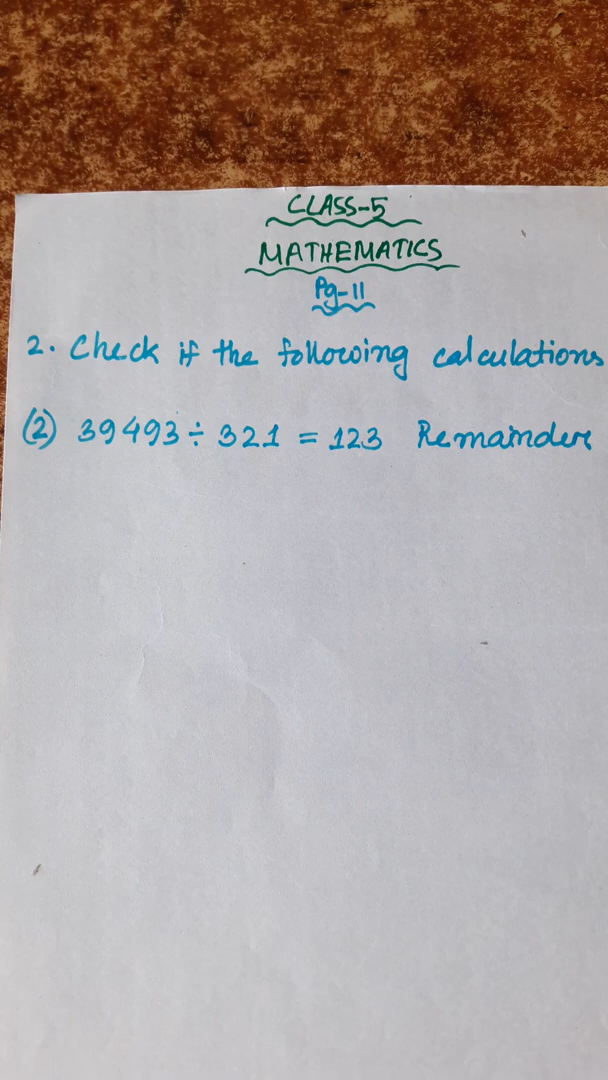 CLASS-5
MATHEMATICS
Pg-11
2. Check if the following calculations
(2) 39493 ÷ 321 = 123 Remainder